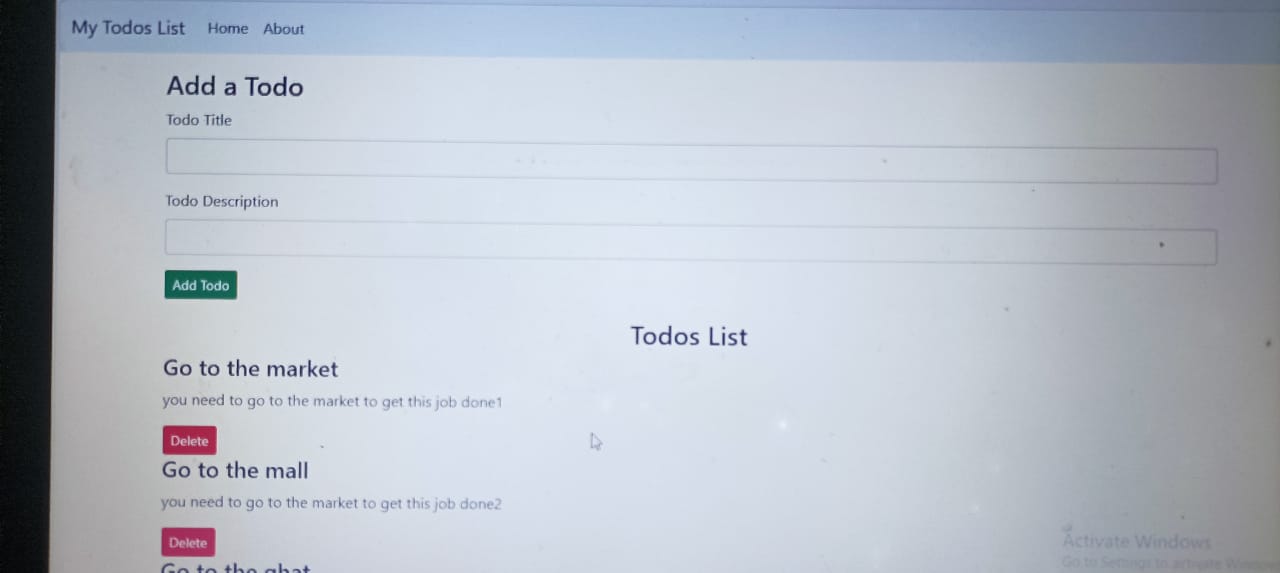 My Todos List Home About
Add a Todo
Todo Title
Todo Description
Add Todo
Todos List
Go to the market
you need to go to the market to get this job done1
Delete
Go to the mall
you need to go to the market to get this job done2
Delete
Go to the ghat
Activate Windows
Go to Settings to activate Windows